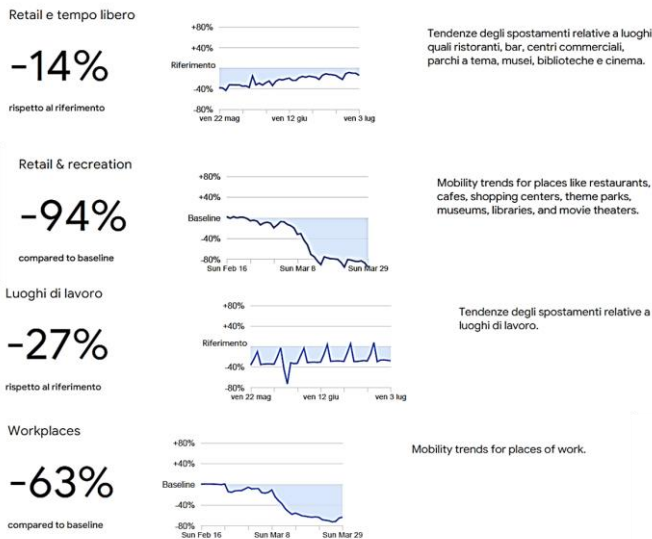 Retail e tempo libero
-14%
rispetto al riferimento
+80%
+40%
Riferimento
-40%
-80%
ven 22 mag ven 12 giu ven 3 lug
Tendenze degli spostamenti relative a luoghi
quali ristoranti, bar, centri commerciali,
parchi a tema, musei, biblioteche e cinema.
Retail & recreation
-94%
compared to baseline
+80%
+40%
Baseline
-40%
-80%
Sun Feb 16 Sun Mar 8 Sun Mar 29
Mobility trends for places like restaurants,
cafes, shopping centers, theme parks,
museums, libraries, and movie theaters.
Luoghi di lavoro
-27%
rispetto al riferimento
+80%
+40%
Riferimento
-40%
-80%
ven 22 mag ven 12 giu ven 3 lug
Tendenze degli spostamenti relative a
luoghi di lavoro.
Workplaces
-63%
compared to baseline
+80%
+40%
Baseline
-40%
-80%
Sun Feb 16 Sun Mar 8 Sun Mar 29
Mobility trends for places of work.